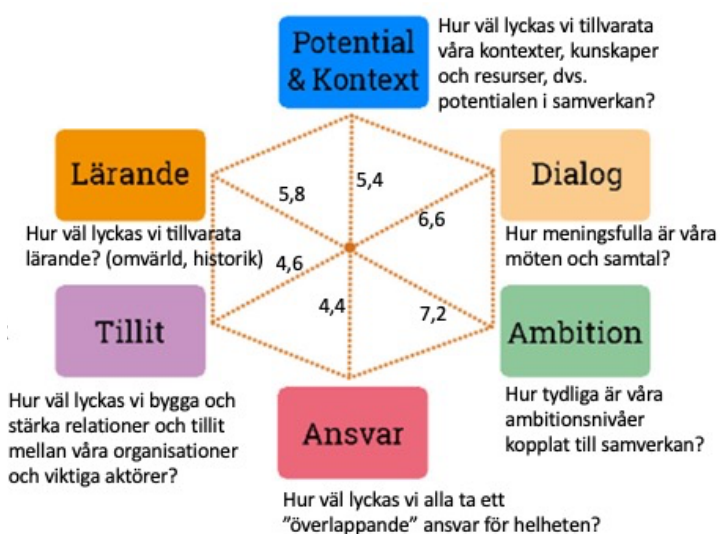 Potential
& Kontext
Hur väl lyckas vi tillvarata
våra kontexter, kunskaper
och resurser, dvs.
potentialen i samverkan?
Lärande
Hur väl lyckas vi tillvarata
lärande? (omvärld, historik)
Dialog
Hur meningsfulla är våra
möten och samtal?
5,8
5,4
6,6
4,6
4,4
7,2
Tillit
Hur väl lyckas vi bygga och
stärka relationer och tillit
mellan våra organisationer
och viktiga aktörer?
Ambition
Hur tydliga är våra
ambitionsnivåer
kopplat till samverkan?
Ansvar
Hur väl lyckas vi alla ta ett
”överlappande” ansvar för helheten?